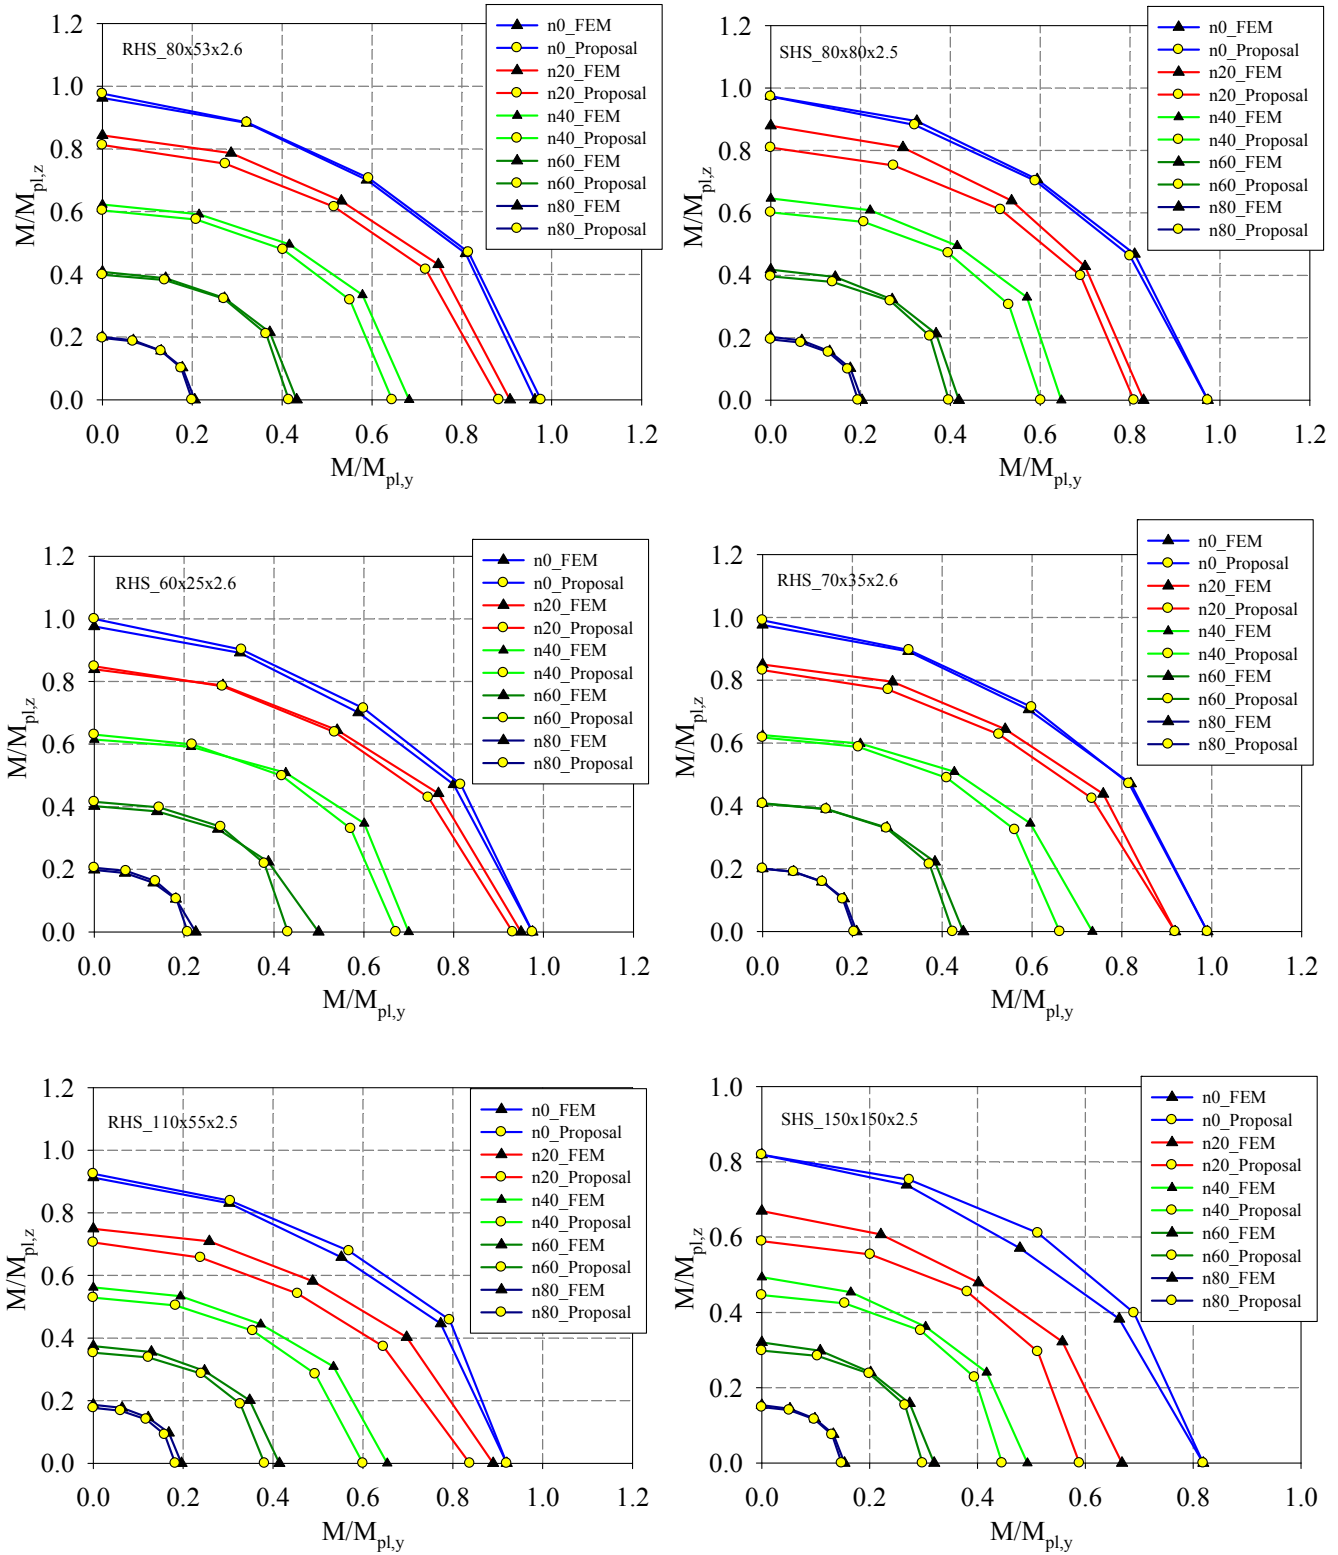 RHS_80x53x2.6
n0_FEM
n0_Proposal
n20_FEM
n20_Proposal
n40_FEM
n40_Proposal
n60_FEM
n60_Proposal
n80_FEM
n80_Proposal
M/Mpl,z
1.2
1.0
0.8
0.6
0.4
0.2
0.0
0.0 0.2 0.4 0.6 0.8 1.0 1.2
M/Mpl,y
SHS_80x80x2.5
n0_FEM
n0_Proposal
n20_FEM
n20_Proposal
n40_FEM
n40_Proposal
n60_FEM
n60_Proposal
n80_FEM
n80_Proposal
M/Mpl,z
1.2
1.0
0.8
0.6
0.4
0.2
0.0
0.0 0.2 0.4 0.6 0.8 1.0 1.2
M/Mpl,y
RHS_60x25x2.6
n0_FEM
n0_Proposal
n20_FEM
n20_Proposal
n40_FEM
n40_Proposal
n60_FEM
n60_Proposal
n80_FEM
n80_Proposal
M/Mpl,z
1.2
1.0
0.8
0.6
0.4
0.2
0.0
0.0 0.2 0.4 0.6 0.8 1.0 1.2
M/Mpl,y
RHS_70x35x2.6
n0_FEM
n0_Proposal
n20_FEM
n20_Proposal
n40_FEM
n40_Proposal
n60_FEM
n60_Proposal
n80_FEM
n80_Proposal
M/Mpl,z
1.2
1.0
0.8
0.6
0.4
0.2
0.0
0.0 0.2 0.4 0.6 0.8 1.0 1.2
M/Mpl,y
RHS_110x55x2.5
n0_FEM
n0_Proposal
n20_FEM
n20_Proposal
n40_FEM
n40_Proposal
n60_FEM
n60_Proposal
n80_FEM
n80_Proposal
M/Mpl,z
1.2
1.0
0.8
0.6
0.4
0.2
0.0
0.0 0.2 0.4 0.6 0.8 1.0 1.2
M/Mpl,y
SHS_150x150x2.5
n0_FEM
n0_Proposal
n20_FEM
n20_Proposal
n40_FEM
n40_Proposal
n60_FEM
n60_Proposal
n80_FEM
n80_Proposal
M/Mpl,z
1.0
0.8
0.6
0.4
0.2
0.0
0.0 0.2 0.4 0.6 0.8 1.0
M/Mpl,y